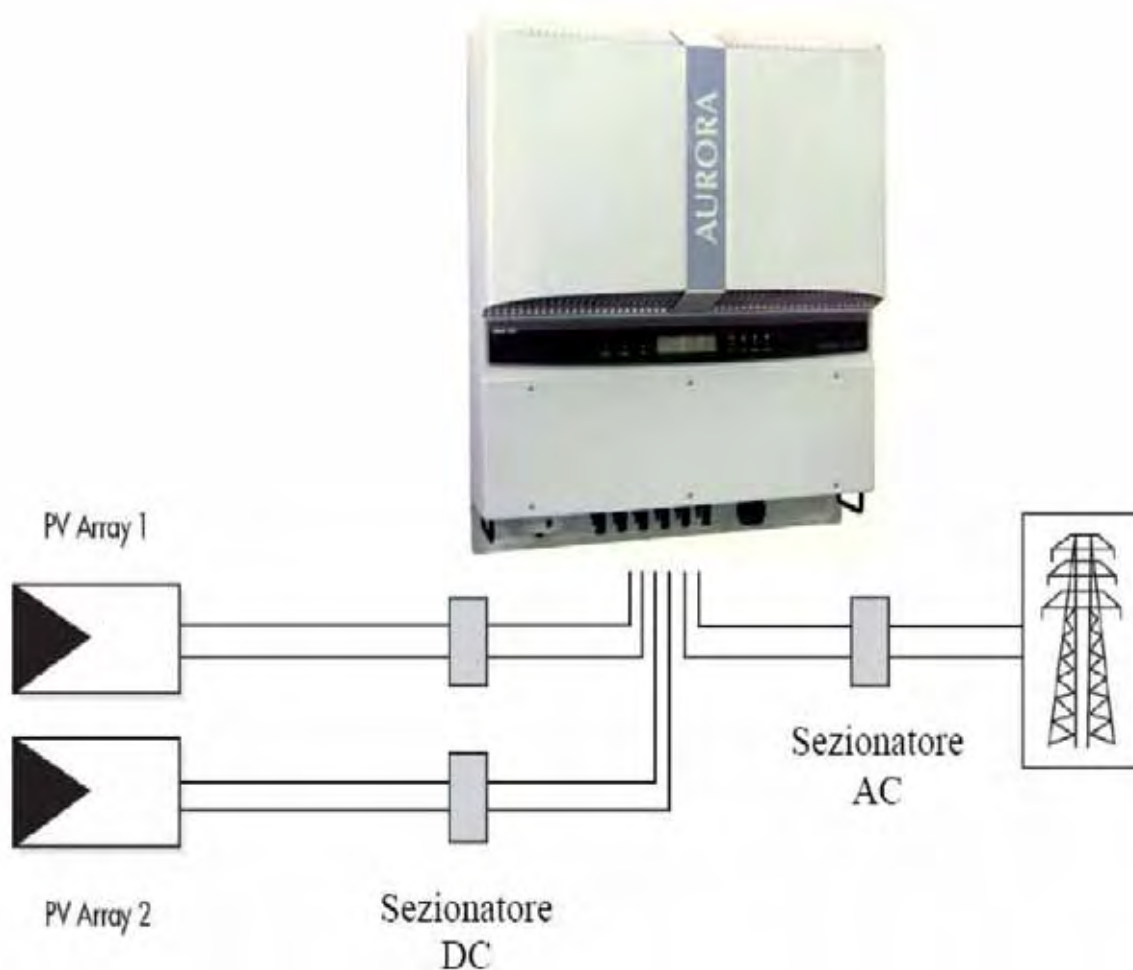 AURORA
PV Array 1
Sezionatore
AC
PV Array 2
Sezionatore
DC